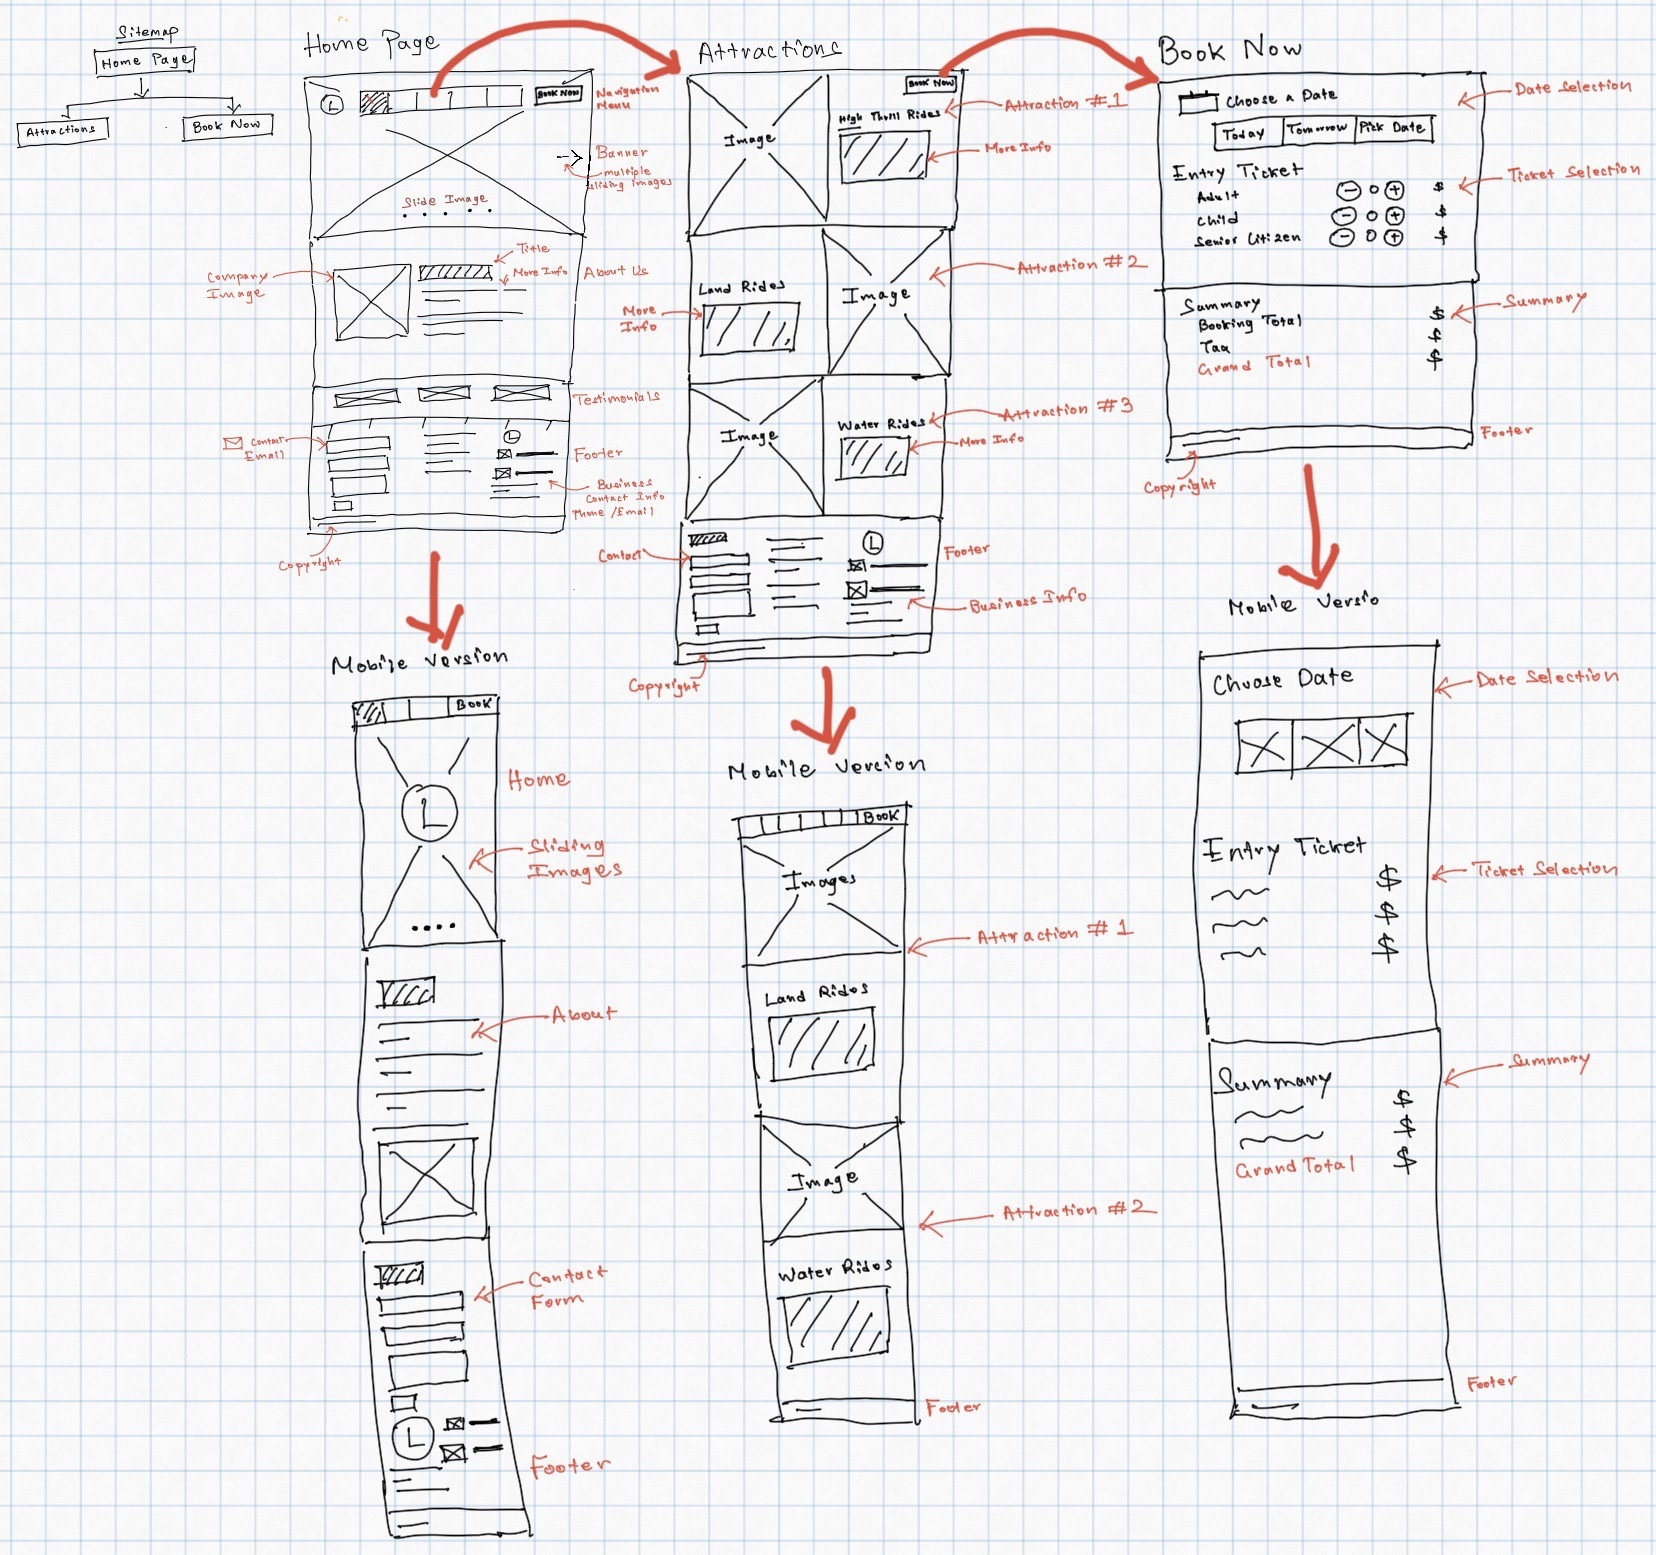 Sitemap
Home Page
Attractions
Book Now
Home Page
L
Book Now
Navigation
Menu
Banner
multiple
sliding images
Slide Image
Company
Image
Title
More Info
About Us
Testimonials
Contact
Email
L
Footer
Business
Contact Info
Phone /Email
Copyright
Mobile Version
Book
L
Home
Sliding
Images
About
Contact
Form
L
Footer
Attractions
Book Now
Image
High Thrill Rides
Attraction #1
More Info
Land Rides
More
Info
Image
Attraction #2
Image
Water Rides
Attraction #3
More Info
Contact
L
Footer
Business Info
Copyright
Mobile Version
Book
Images
Attraction # 1
Land Rides
Image
Attraction #2
Water Rides
Footer
Book Now
Choose a Date
Date Selection
Today Tomorrow Pick Date
Entry Ticket
Ticket Selection
Adult - 0 + $
Child - 0 + $
Senior Citizen - 0 + $
Summary
Summary
Booking Total $
Tax $
Grand Total $
Footer
Copyright
Mobile Versio
Choose Date
Date Selection
Entry Ticket
$
Ticket Selection
$
$
Summary
Summary
$
$
Grand Total $
Footer